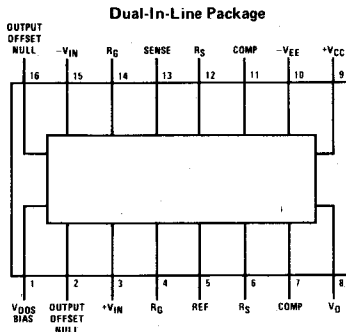 Dual-In-Line Package
OUTPUT
OFFSET
NULL
-VIN
RG
SENSE
RS
COMP
-VEE
+VCC
16
15
14
13
12
11
10
9
1
2
3
4
5
6
7
8
VDOS
BIAS
OUTPUT
OFFSET
NULL
+VIN
RG
REF
RS
COMP
VO